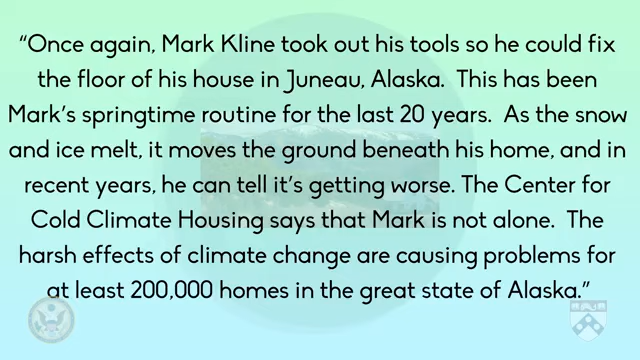 “Once again, Mark Kline took out his tools so he could fix
the floor of his house in Juneau, Alaska.  This has been
Mark’s springtime routine for the last 20 years.  As the snow
and ice melt, it moves the ground beneath his home, and in
recent years, he can tell it’s getting worse. The Center for
Cold Climate Housing says that Mark is not alone.  The
harsh effects of climate change are causing problems for
at least 200,000 homes in the great state of Alaska.”